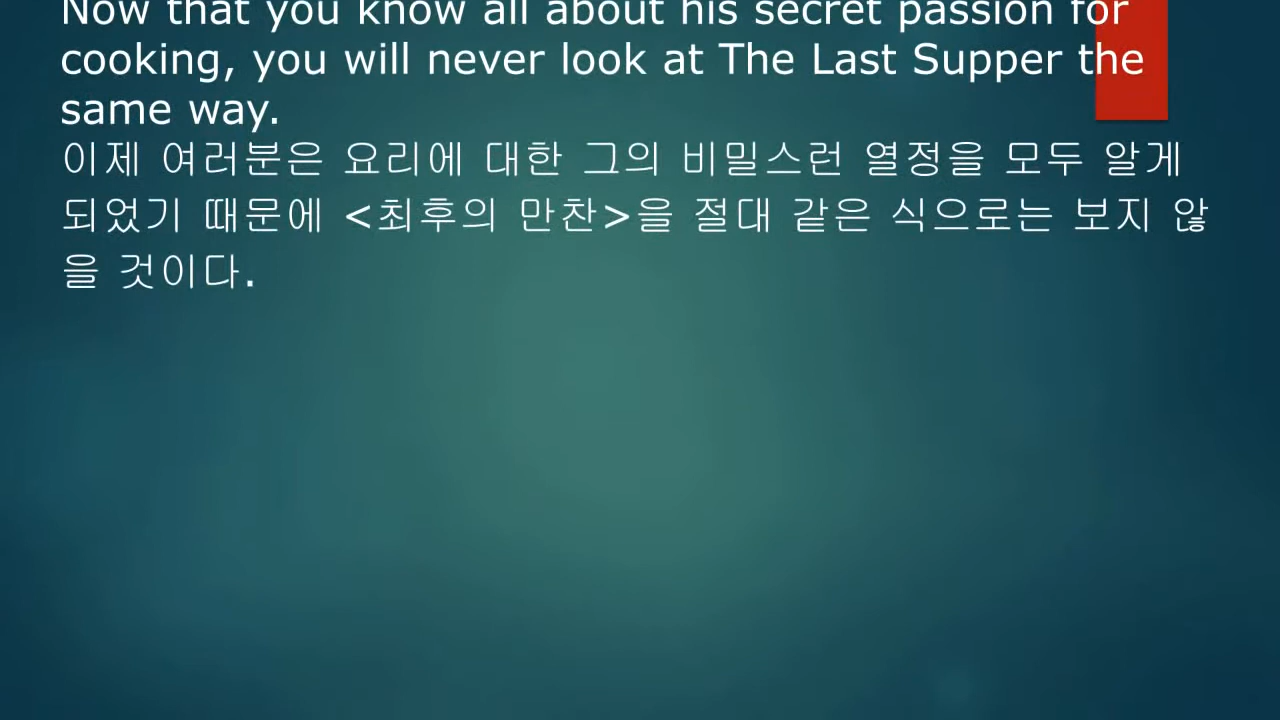 Now that you know all about his secret passion for
cooking, you will never look at The Last Supper the
same way.
이제 여러분은 요리에 대한 그의 비밀스런 열정을 모두 알게
되었기 때문에 <최후의 만찬>을 절대 같은 식으로는 보지 않
을 것이다.